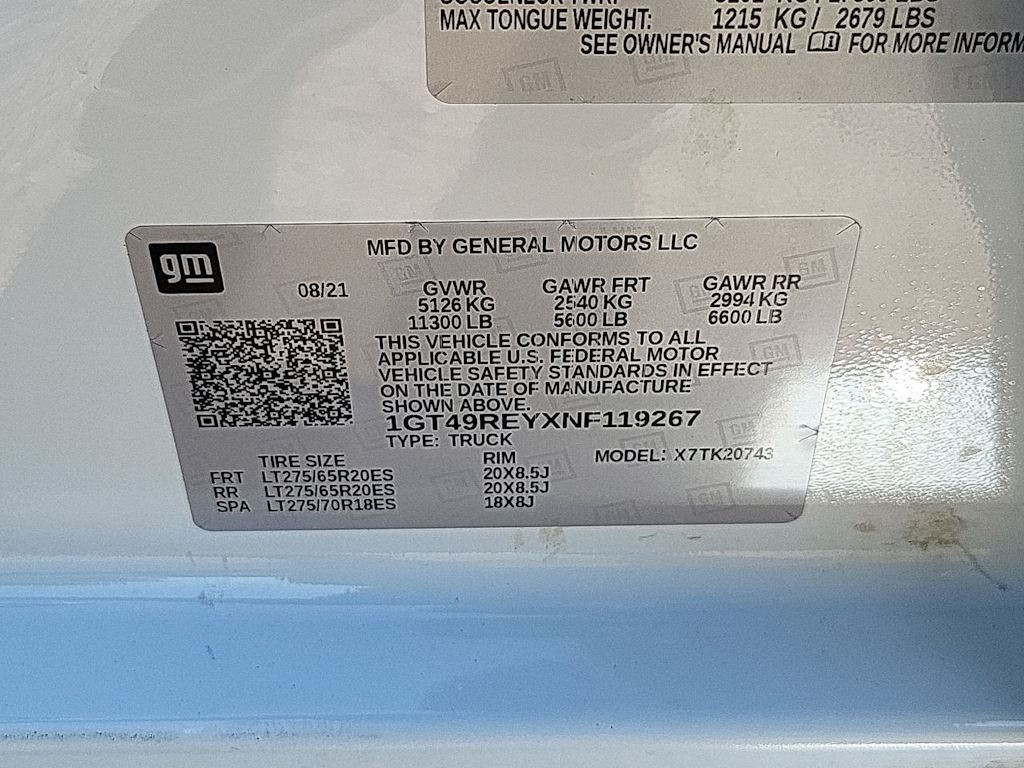 MAX TONGUE WEIGHT: 1215 KG / 2679 LBS
SEE OWNER'S MANUAL FOR MORE INFORM
gm
MFD BY GENERAL MOTORS LLC
08/21
GVWR GAWR FRT GAWR RR
5126 KG 2540 KG 2994 KG
11300 LB 5600 LB 6600 LB
THIS VEHICLE CONFORMS TO ALL
APPLICABLE U.S. FEDERAL MOTOR
VEHICLE SAFETY STANDARDS IN EFFECT
ON THE DATE OF MANUFACTURE
SHOWN ABOVE.
1GT49REYXNF119267
TYPE: TRUCK
TIRE SIZE RIM MODEL: X7TK20743
FRT LT275/65R20ES 20X8.5J
RR LT275/65R20ES 20X8.5J
SPA LT275/70R18ES 18X8J